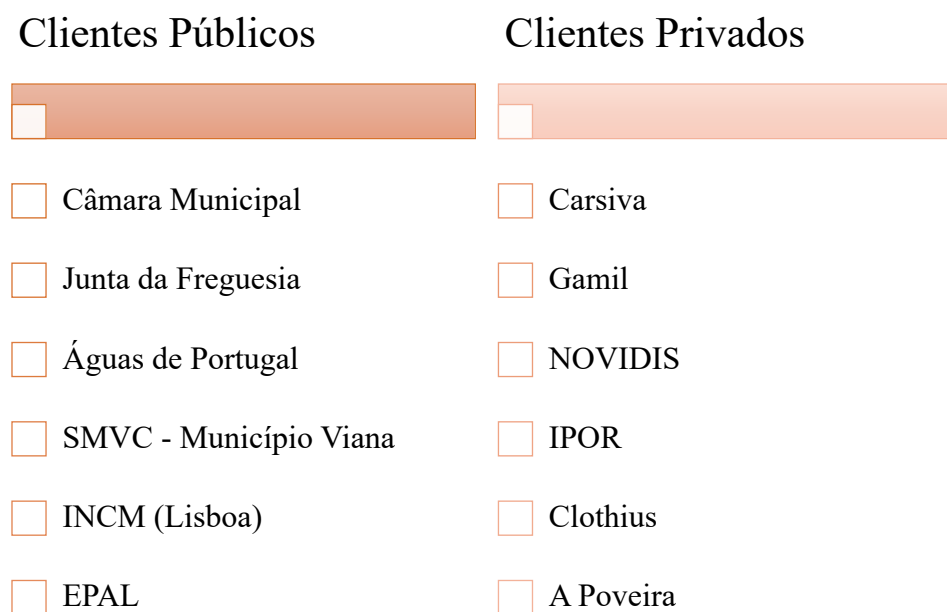 Clientes Públicos
Câmara Municipal
Junta da Freguesia
Águas de Portugal
SMVC - Município Viana
INCM (Lisboa)
EPAL
Clientes Privados
Carsiva
Gamil
NOVIDIS
IPOR
Clothius
A Poveira